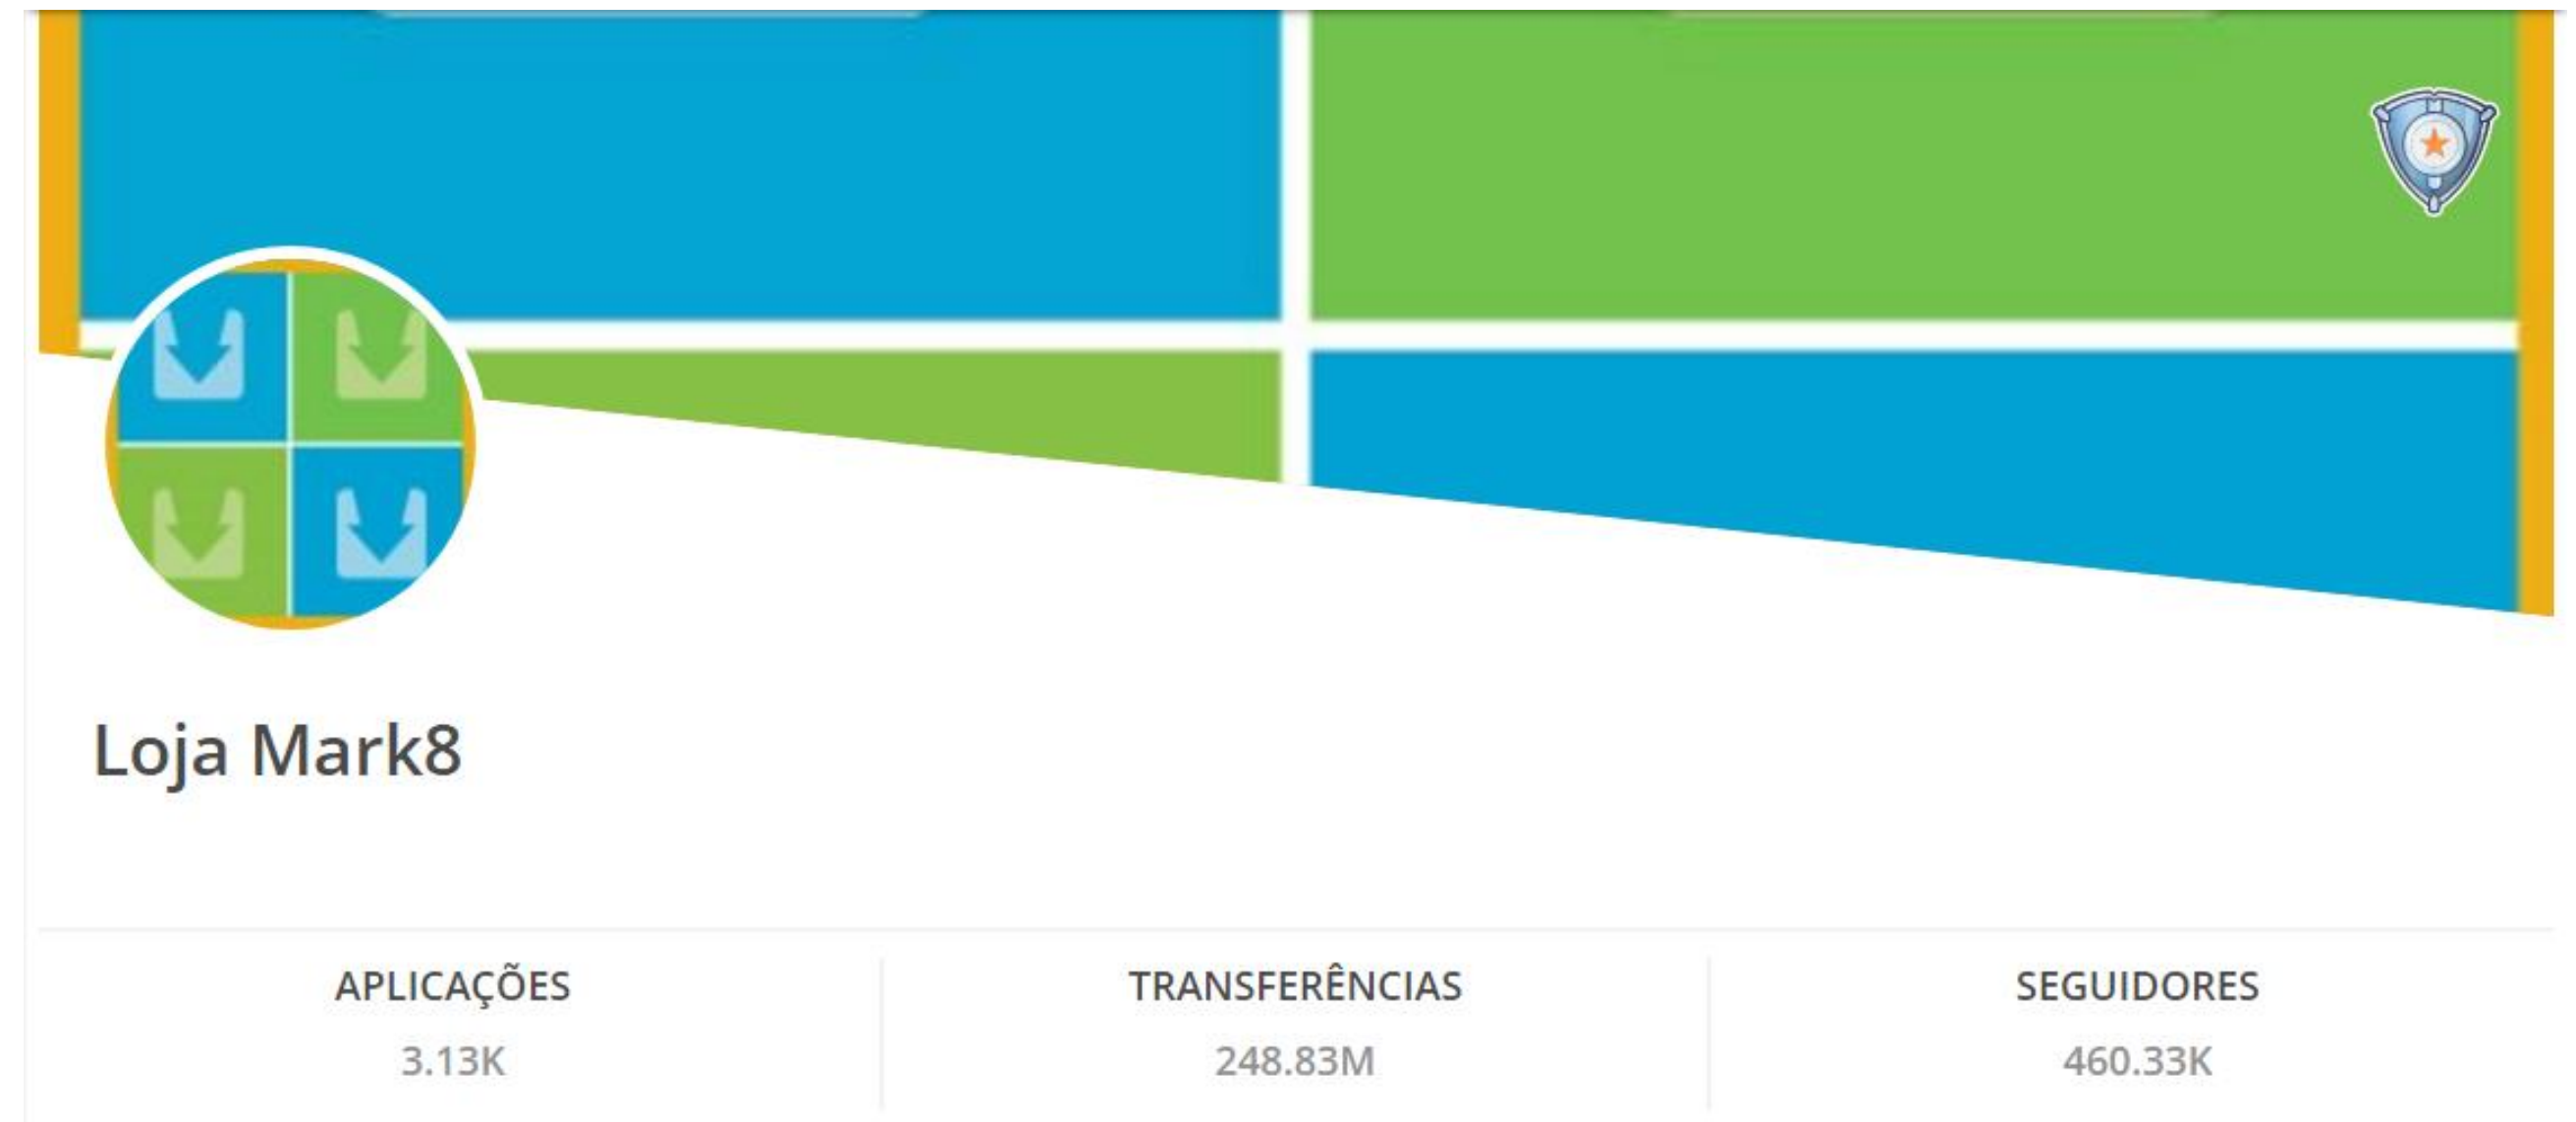 Loja Mark8
APLICAÇÕES
3.13K
TRANSFERÊNCIAS
248.83M
SEGUIDORES
460.33K